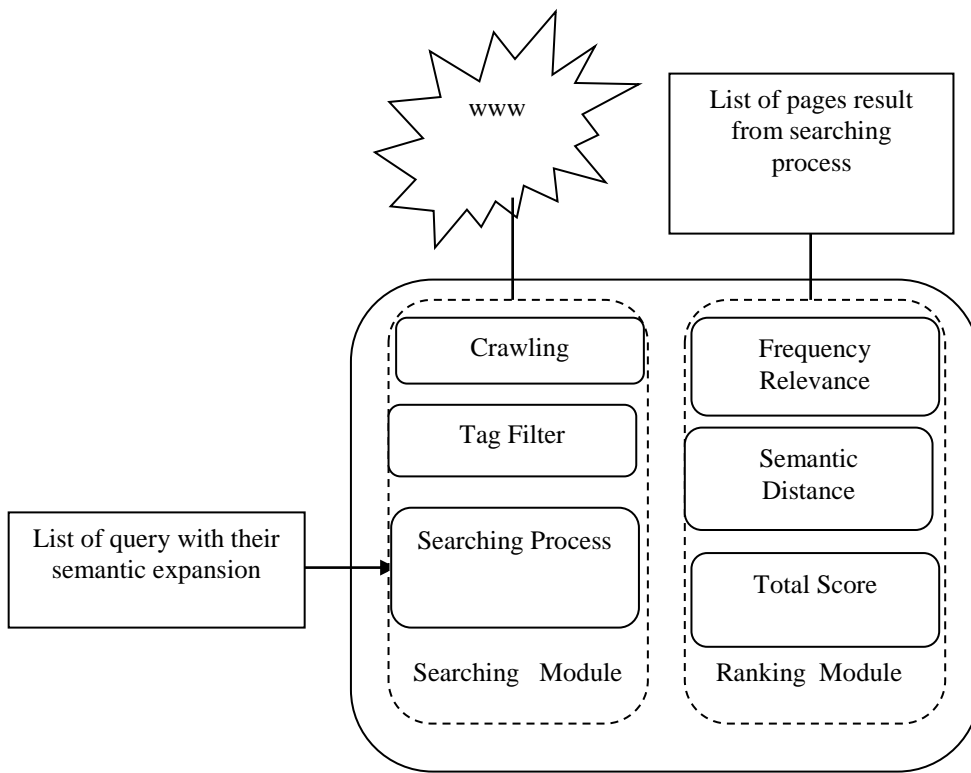 www
List of pages result
from searching
process
Crawling
Tag Filter
Searching Process
Searching Module
Frequency
Relevance
Semantic
Distance
Total Score
Ranking Module
List of query with their
semantic expansion